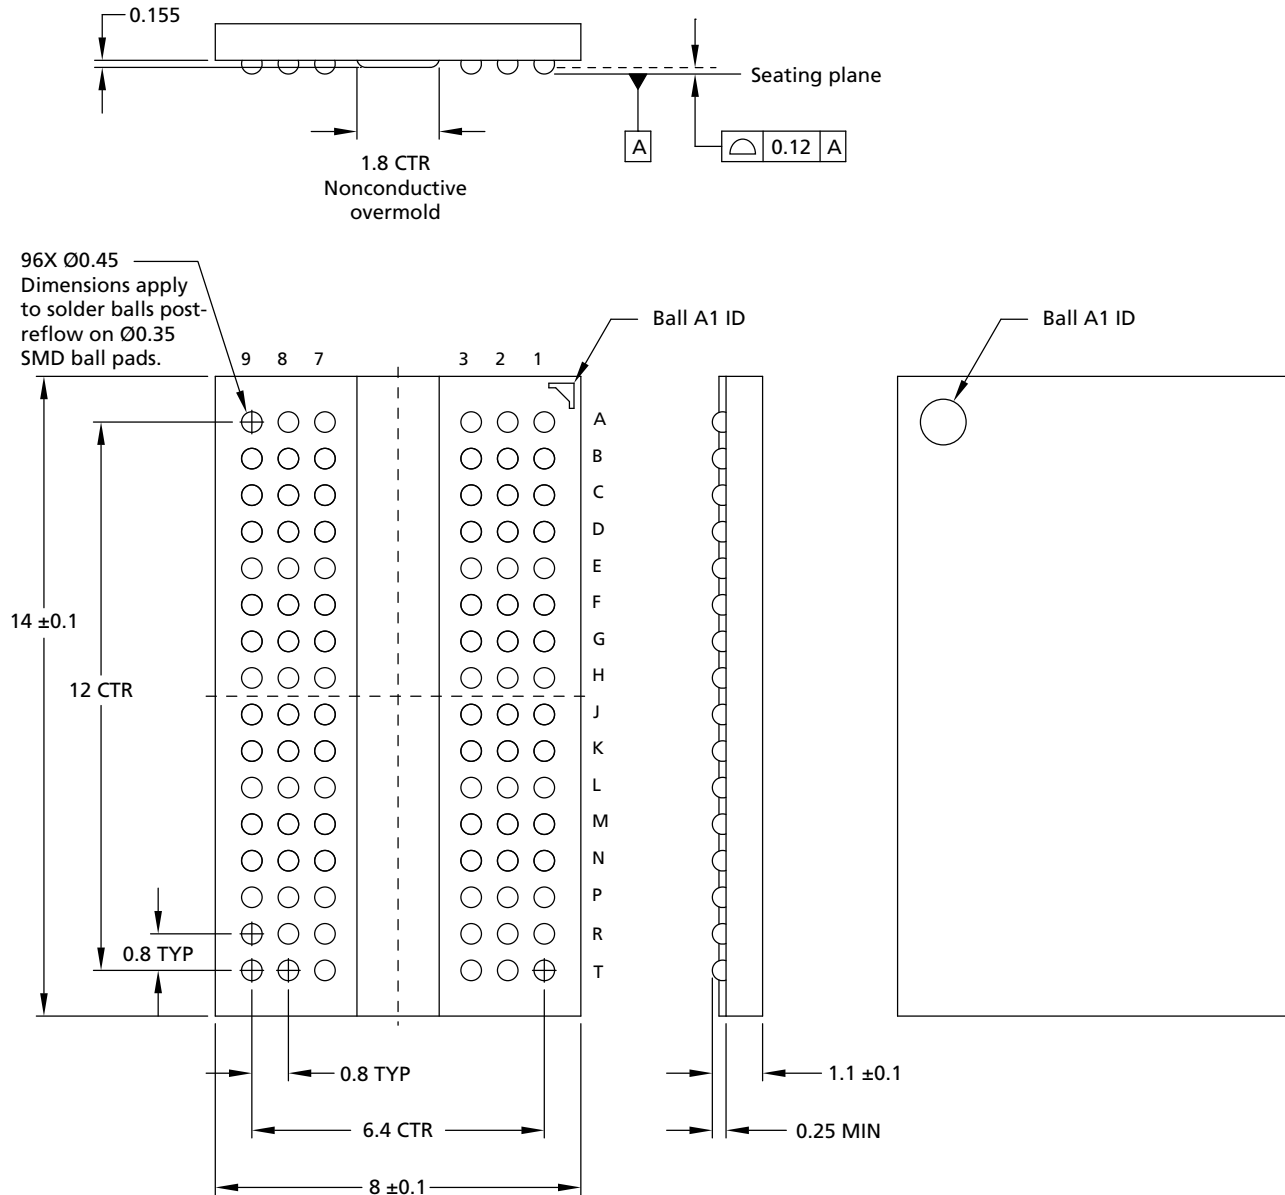 0.155
Seating plane
A
0.12 A
1.8 CTR
Nonconductive
overmold
96X Ø0.45
Dimensions apply
to solder balls post-
reflow on Ø0.35
SMD ball pads.
Ball A1 ID
Ball A1 ID
9 8 7 3 2 1
A
B
C
D
E
F
G
H
J
K
L
M
N
P
R
T
14 ±0.1
12 CTR
0.8 TYP
0.8 TYP
1.1 ±0.1
6.4 CTR
0.25 MIN
8 ±0.1